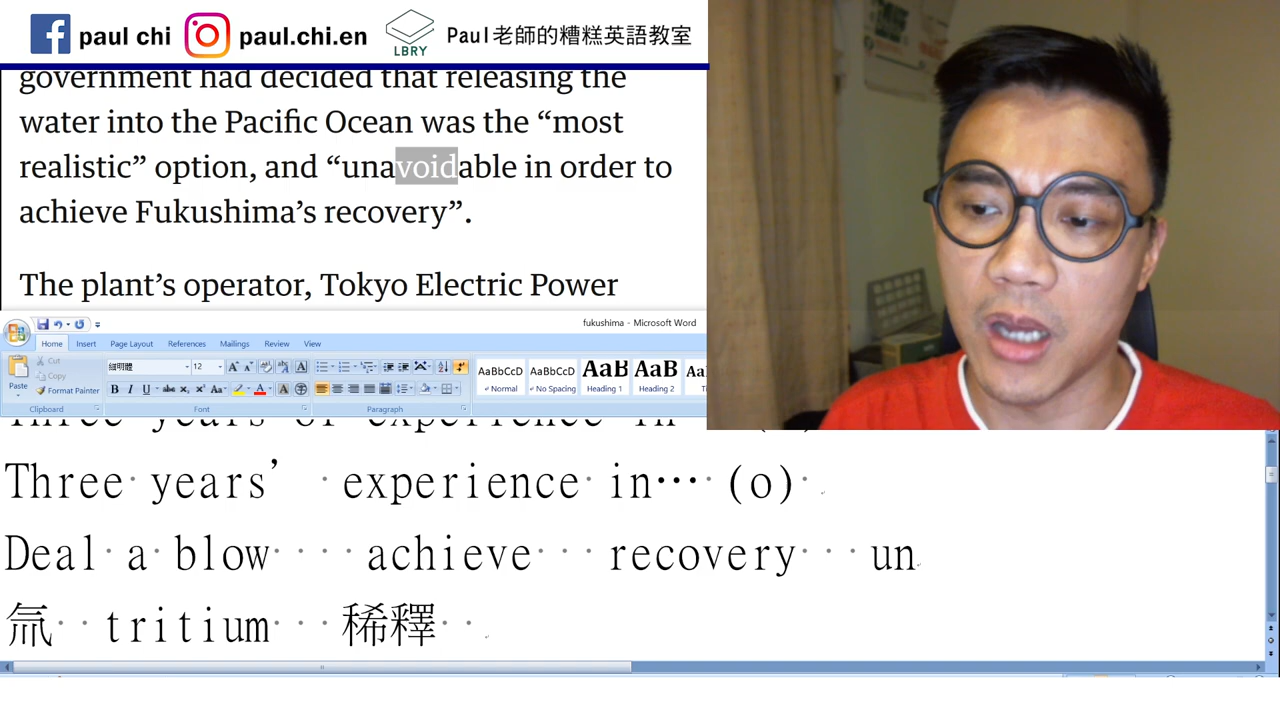 paul chi paul.chi.en LBRY Paul老師的糟糕英語教室
government had decided that releasing the
water into the Pacific Ocean was the “most
realistic” option, and “unavoidable in order to
achieve Fukushima’s recovery”.
The plant’s operator, Tokyo Electric Power
fukushima - Microsoft Word
Home Insert Page Layout References Mailings Review View
Paste Cut Copy Format Painter
細明體 12
AaBbCcD AaBbCcD AaB AaB
Normal No Spacing Heading 1 Heading 2
Clipboard Font Paragraph
Three years of experience in
Three years’ experience in… (o)
Deal a blow achieve recovery un
氚 tritium 稀釋